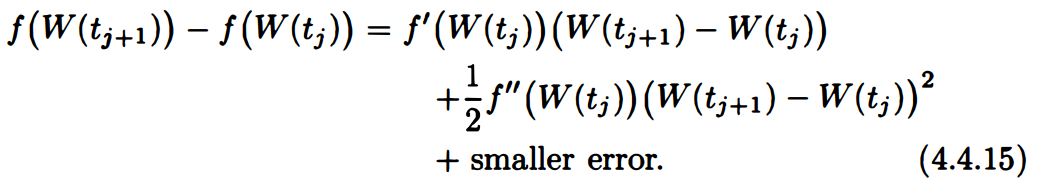 f(W(t_{j+1})) − f(W(t_j)) = f′(W(t_j))(W(t_{j+1}) − W(t_j))
+\frac{1}{2}f″(W(t_j))(W(t_{j+1}) − W(t_j))^2
+ smaller error. (4.4.15)